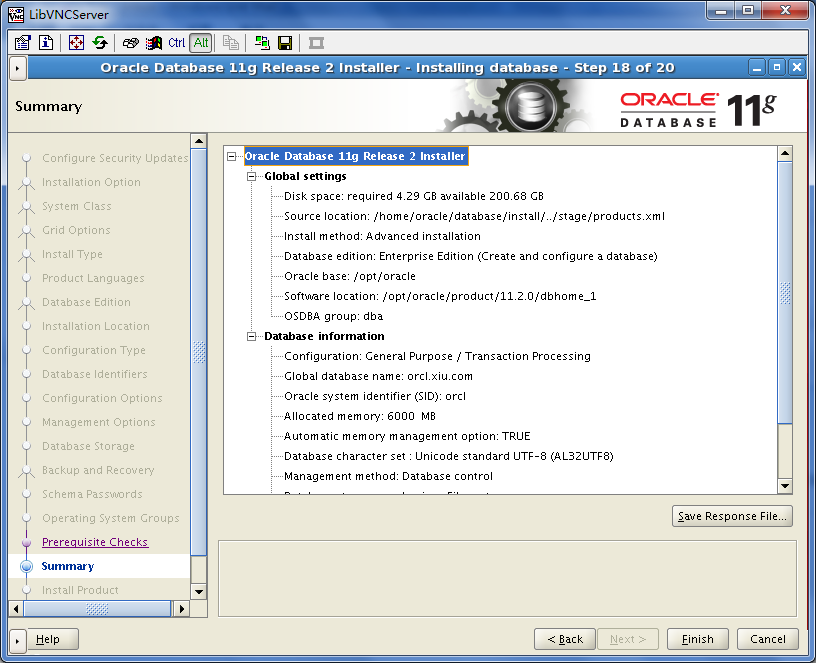 LibVNCServer
Ctrl Alt
Oracle Database 11g Release 2 Installer - Installing database - Step 18 of 20
Summary
ORACLE
DATABASE 11g
Configure Security Updates
Installation Option
System Class
Grid Options
Install Type
Product Languages
Database Edition
Installation Location
Configuration Type
Database Identifiers
Configuration Options
Management Options
Database Storage
Backup and Recovery
Schema Passwords
Operating System Groups
Prerequisite Checks
Summary
Install Product
Oracle Database 11g Release 2 Installer
Global settings
Disk space: required 4.29 GB available 200.68 GB
Source location: /home/oracle/database/install/../stage/products.xml
Install method: Advanced installation
Database edition: Enterprise Edition (Create and configure a database)
Oracle base: /opt/oracle
Software location: /opt/oracle/product/11.2.0/dbhome_1
OSDBA group: dba
Database information
Configuration: General Purpose / Transaction Processing
Global database name: orcl.xiu.com
Oracle system identifier (SID): orcl
Allocated memory: 6000 MB
Automatic memory management option: TRUE
Database character set : Unicode standard UTF-8 (AL32UTF8)
Management method: Database control
Save Response File...
Help
< Back
Next >
Finish
Cancel